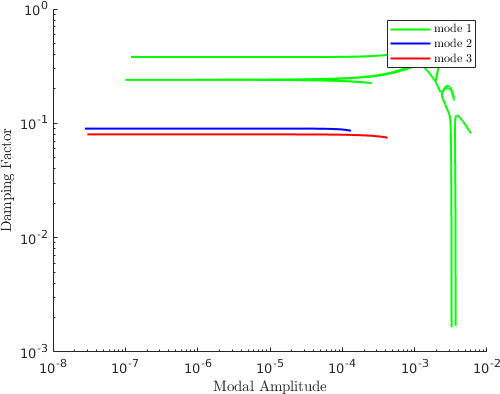 10^0
10^-1
10^-2
10^-3
Damping Factor
mode 1
mode 2
mode 3
10^-8 10^-7 10^-6 10^-5 10^-4 10^-3 10^-2
Modal Amplitude